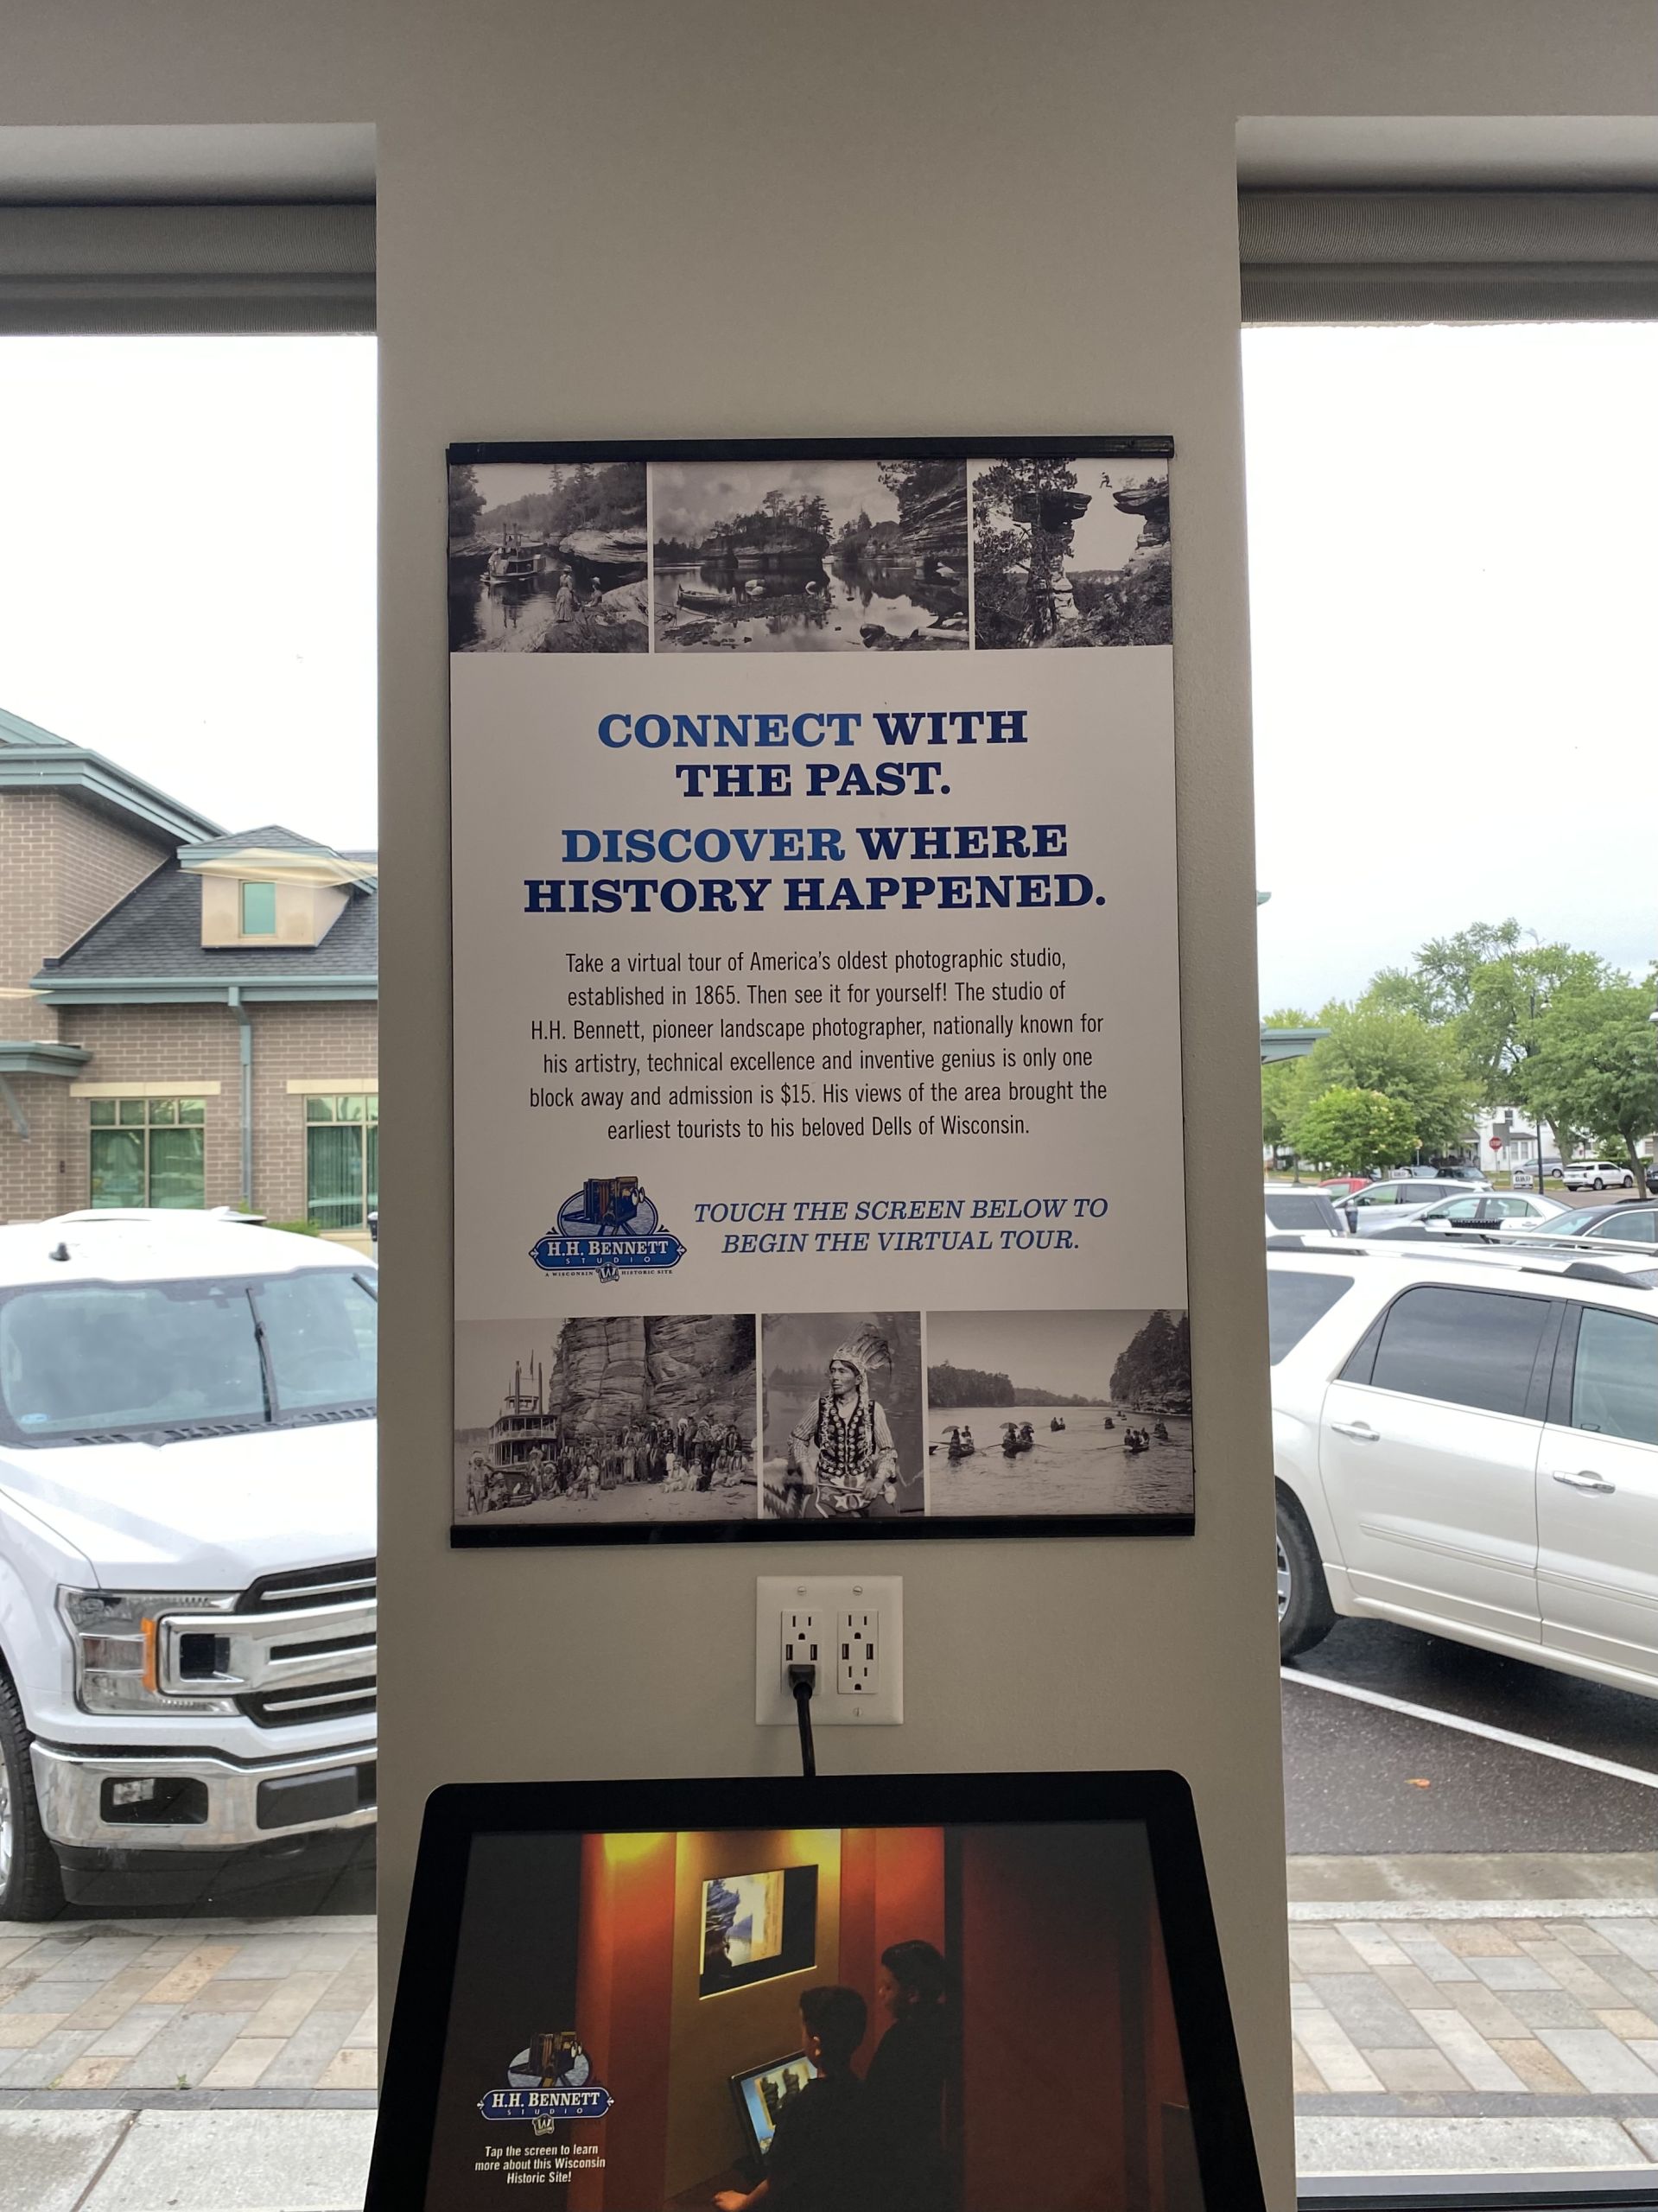 CONNECT WITH
THE PAST.
DISCOVER WHERE
HISTORY HAPPENED.
Take a virtual tour of America's oldest photographic studio,
established in 1865. Then see it for yourself! The studio of
H.H. Bennett, pioneer landscape photographer, nationally known for
his artistry, technical excellence and inventive genius is only one
block away and admission is $15. His views of the area brought the
earliest tourists to his beloved Dells of Wisconsin.
H.H. BENNETT
STUDIO
A WISCONSIN W HISTORIC SITE
TOUCH THE SCREEN BELOW TO
BEGIN THE VIRTUAL TOUR.
H.H. BENNETT
STUDIO
W
Tap the screen to learn
more about this Wisconsin
Historic Site!